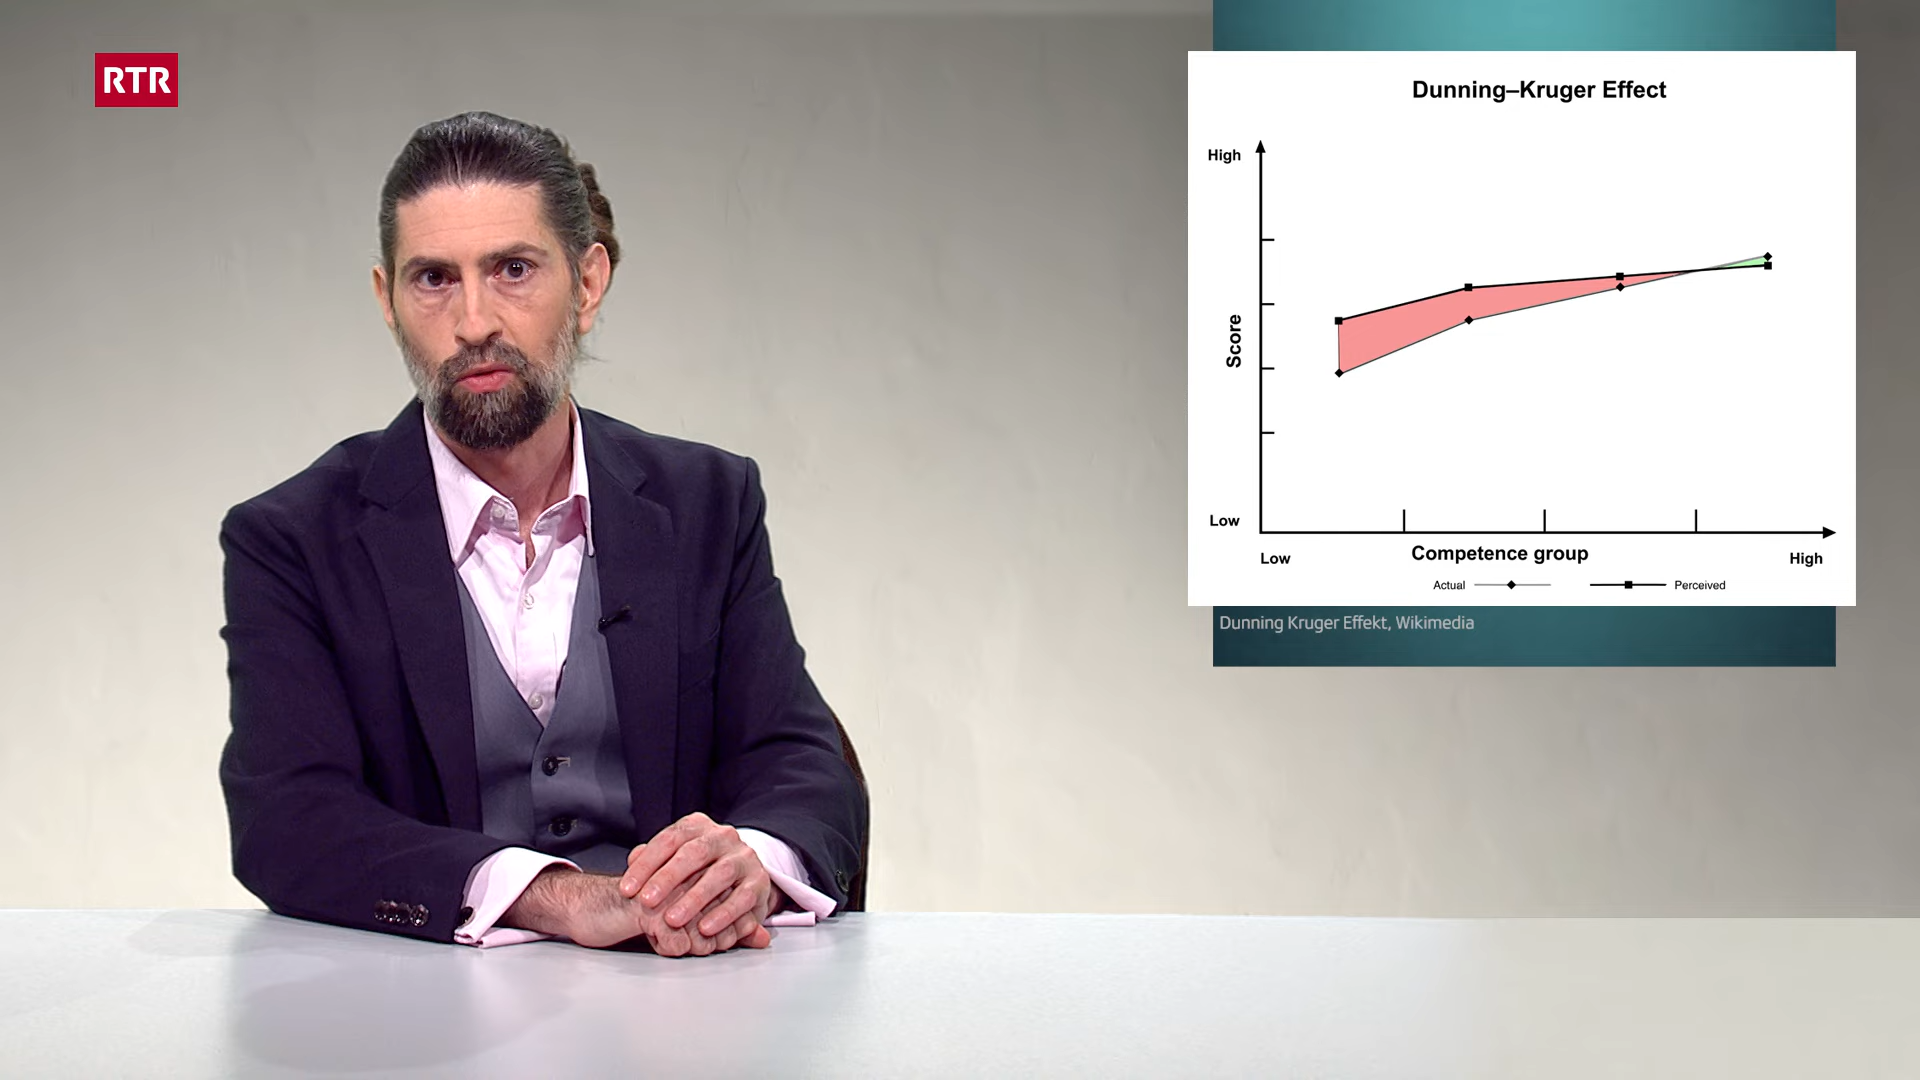 RTR
Dunning–Kruger Effect
High
Score
Low
Low
Competence group
High
Actual
Perceived
Dunning Kruger Effekt, Wikimedia